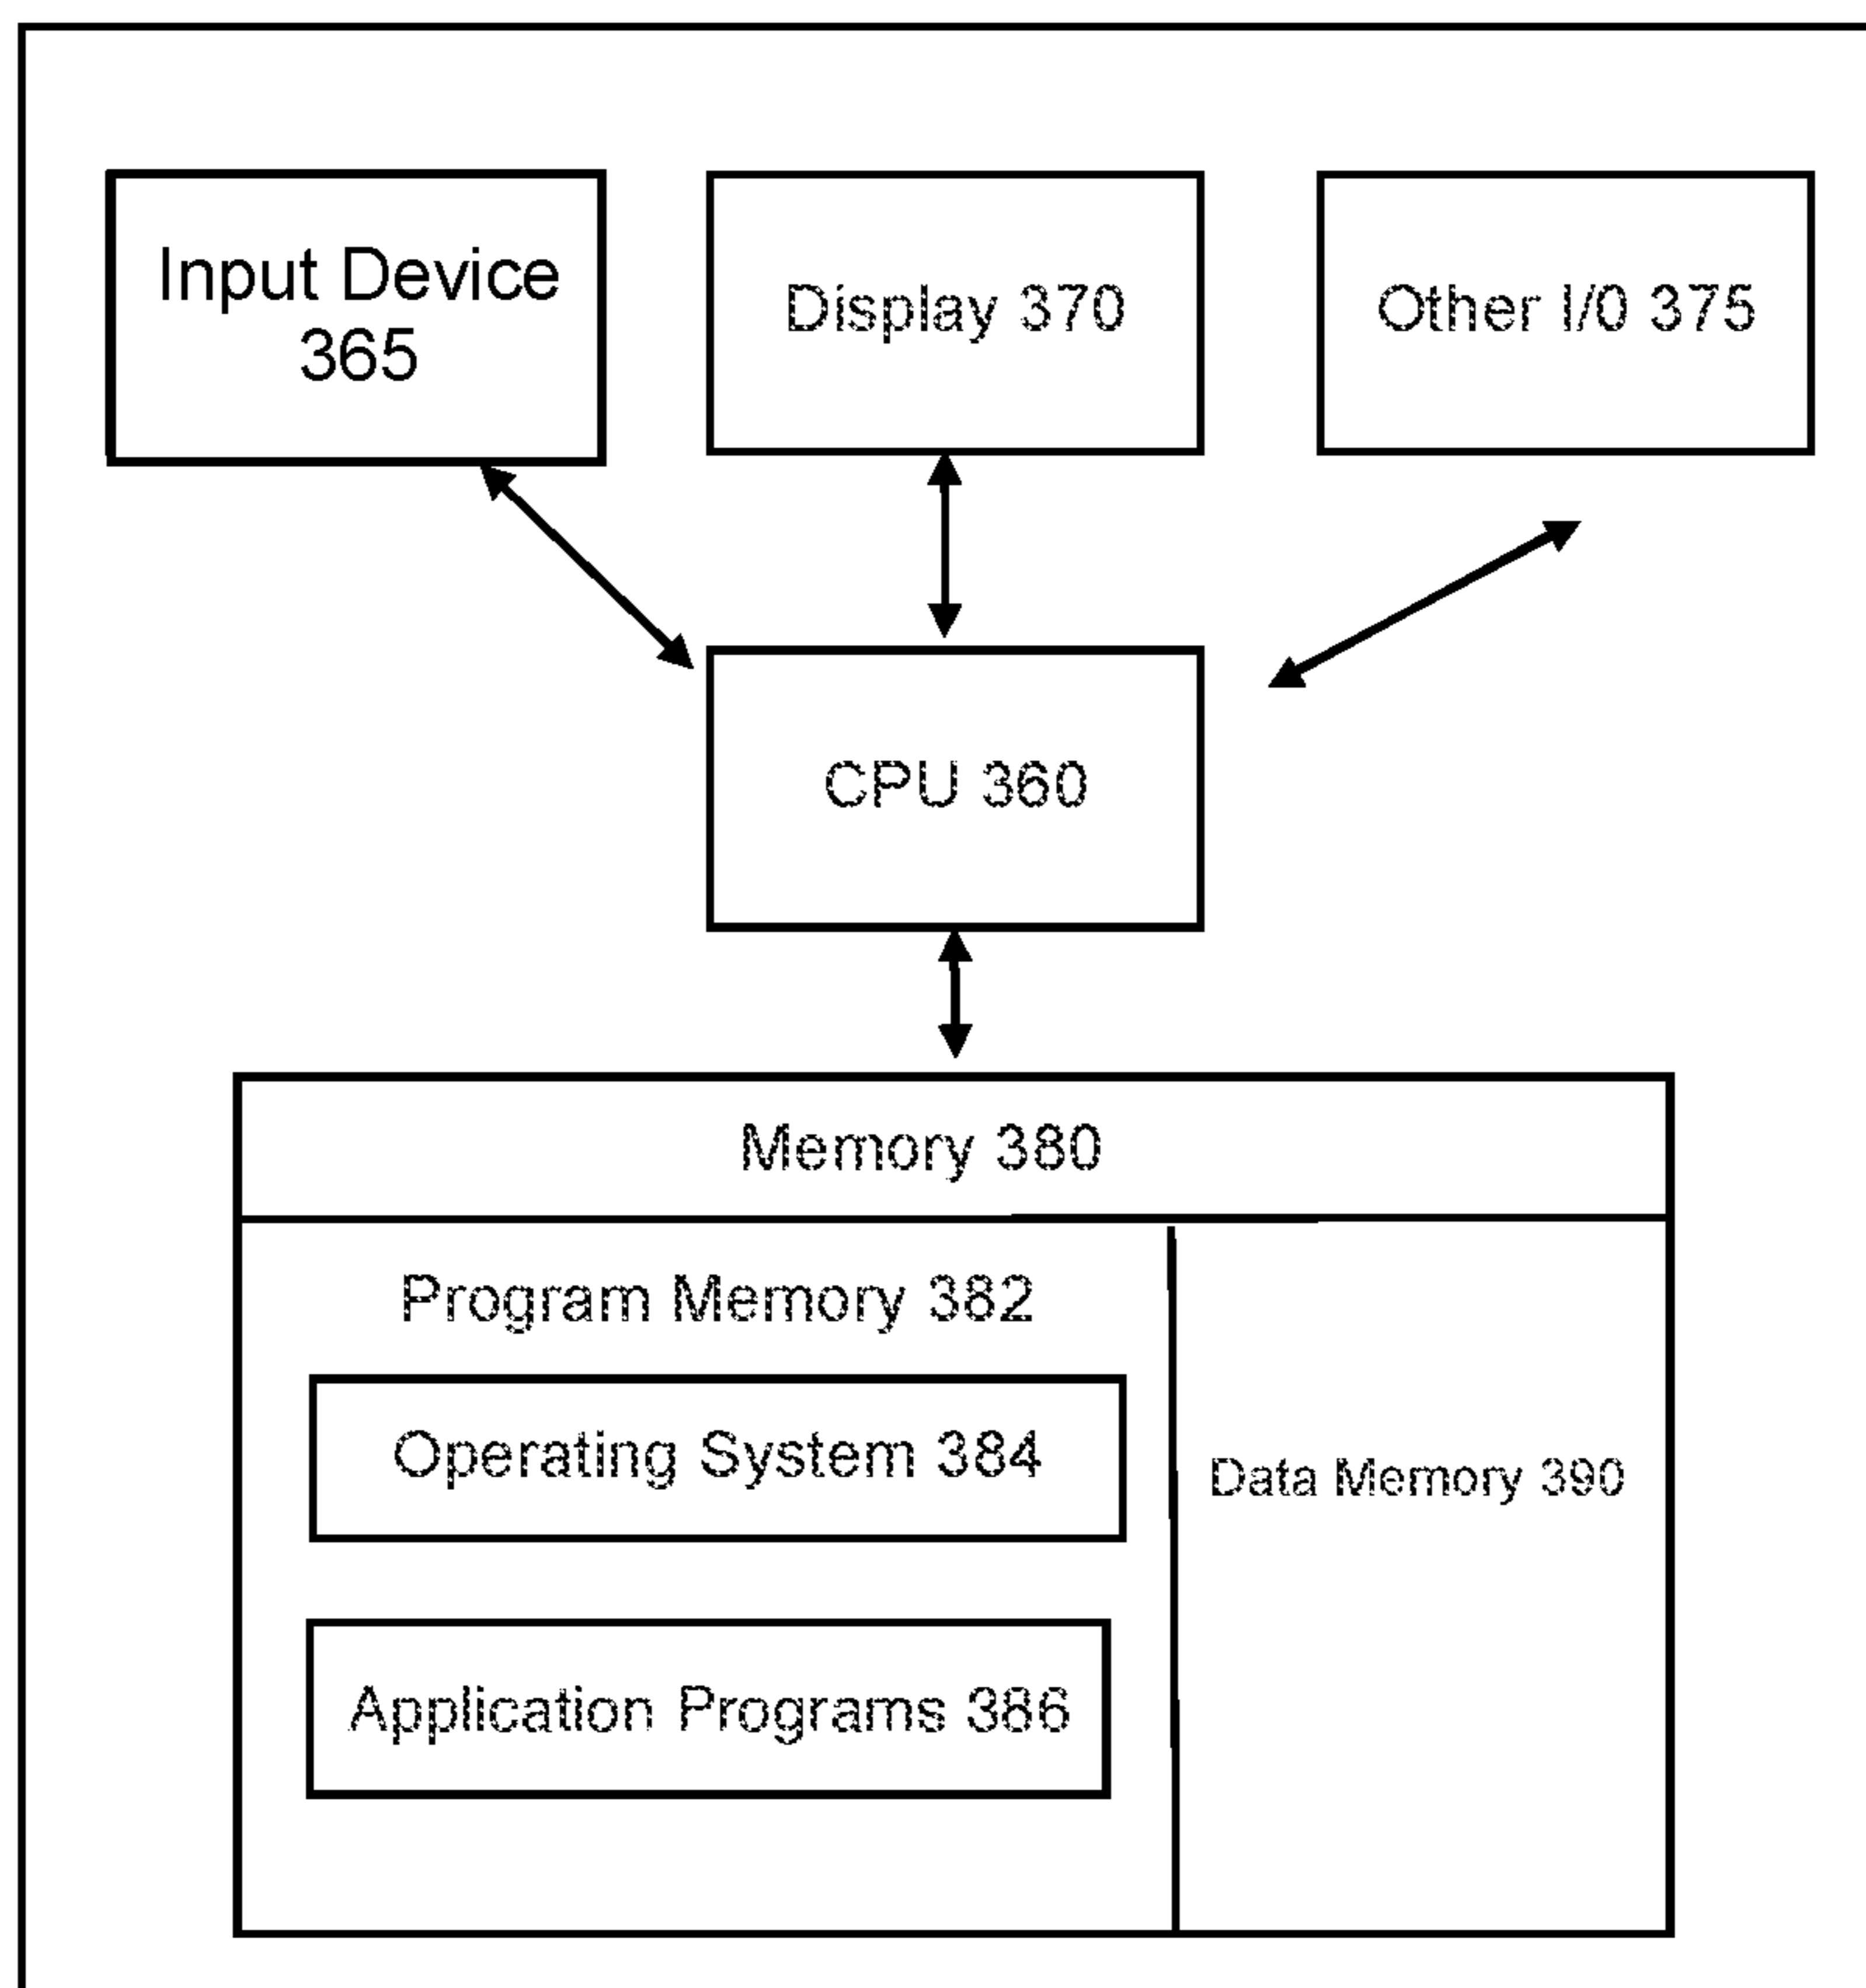 Input Device
365
Display 370
Other I/0 375
CPU 360
Memory 380
Program Memory 382
Operating System 384
Data Memory 390
Application Programs 386